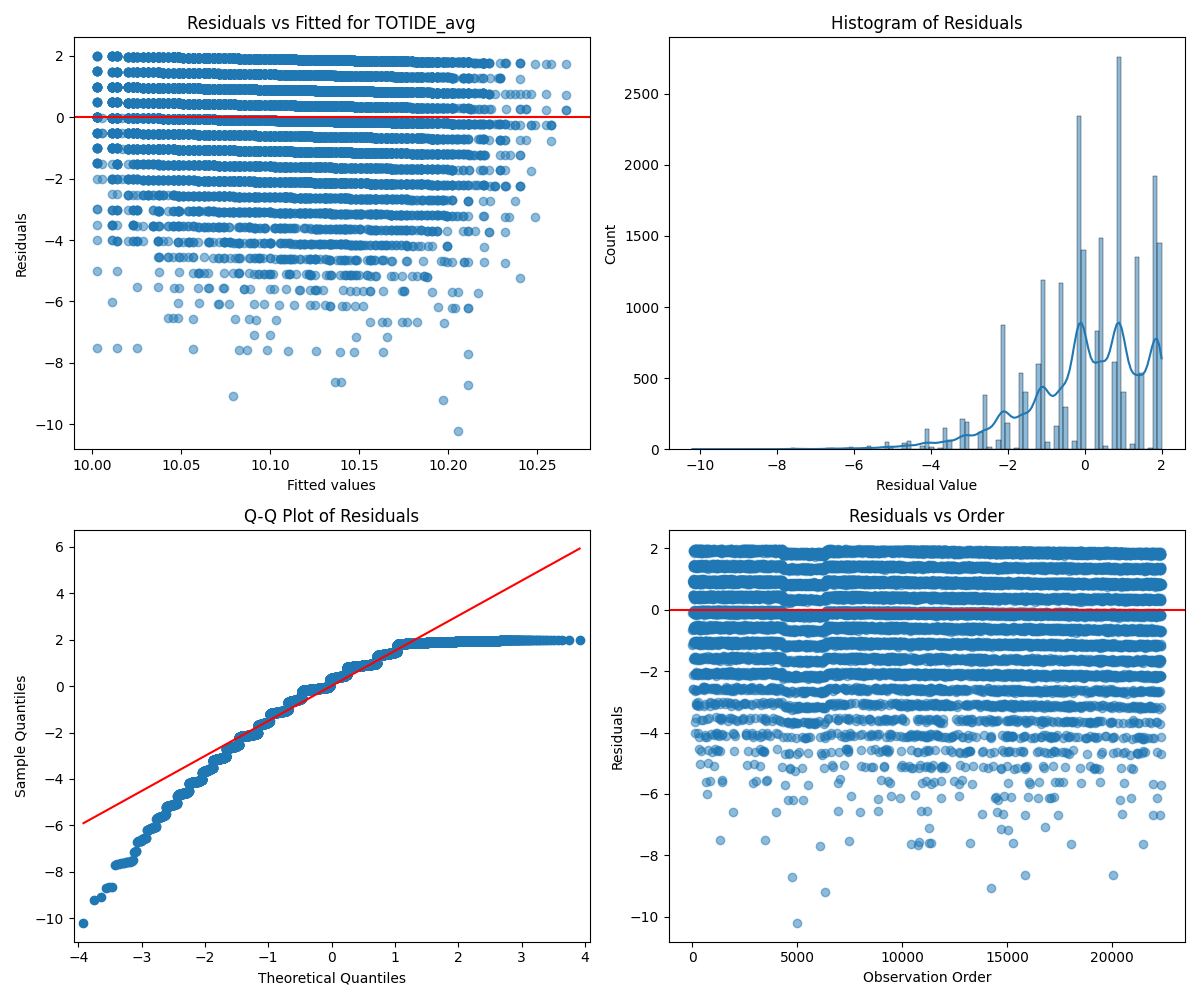 Residuals vs Fitted for TOTIDE_avg
Residuals
2
0
−2
−4
−6
−8
−10
10.00 10.05 10.10 10.15 10.20 10.25
Fitted values
Histogram of Residuals
Count
2500
2000
1500
1000
500
0
−10 −8 −6 −4 −2 0 2
Residual Value
Q-Q Plot of Residuals
Sample Quantiles
6
4
2
0
−2
−4
−6
−8
−10
−4 −3 −2 −1 0 1 2 3 4
Theoretical Quantiles
Residuals vs Order
Residuals
2
0
−2
−4
−6
−8
−10
0 5000 10000 15000 20000
Observation Order